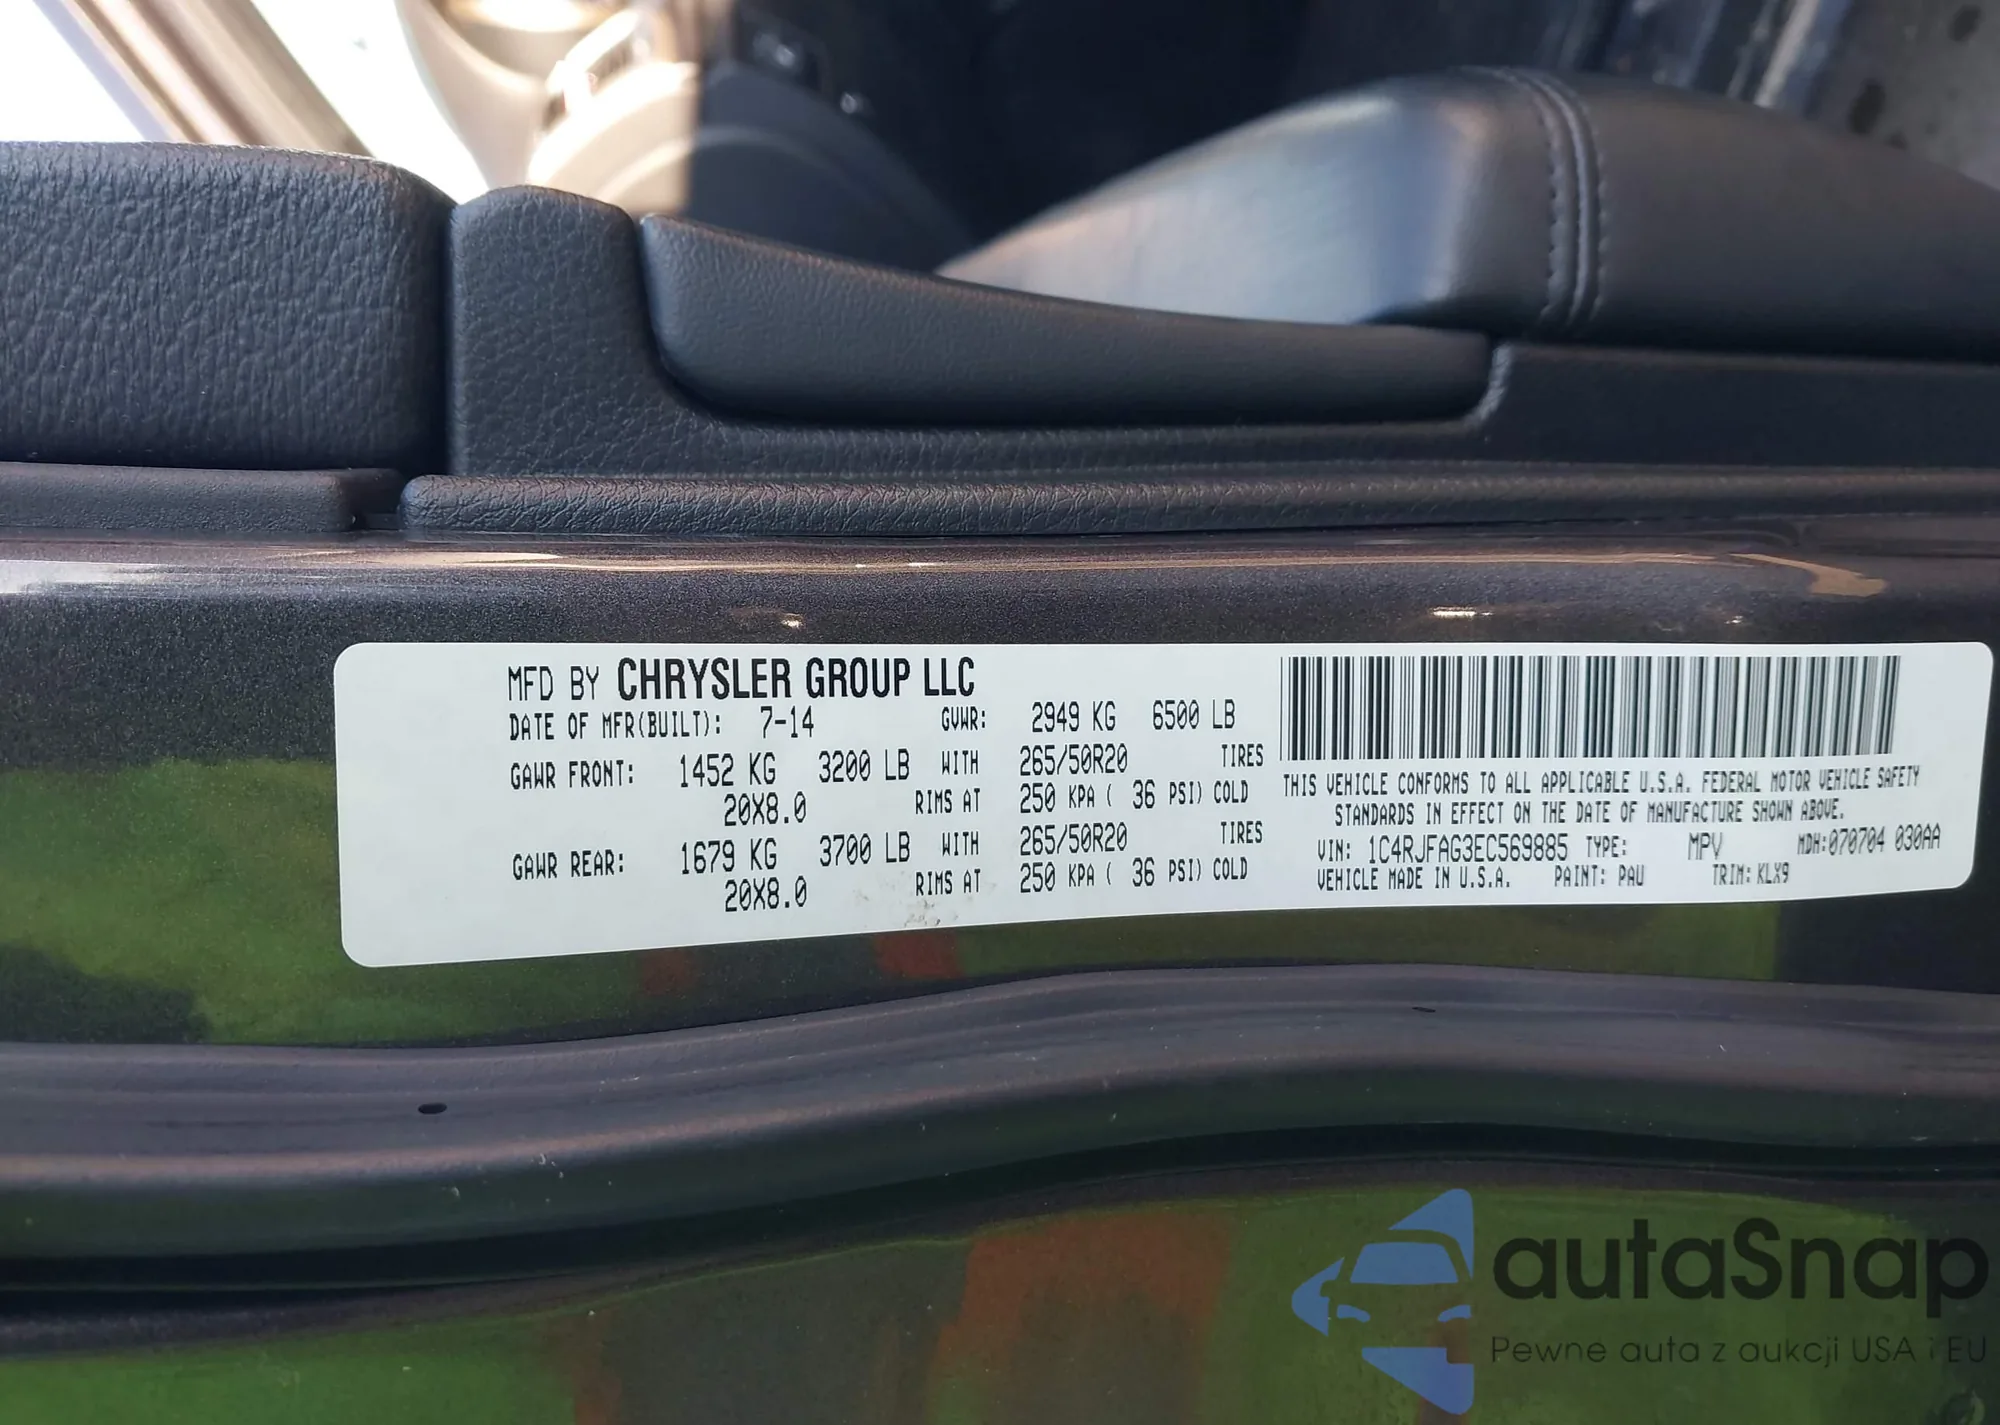 MFD BY CHRYSLER GROUP LLC
DATE OF MFR(BUILT): 7-14 GVWR: 2949 KG 6500 LB
GAWR FRONT: 1452 KG 3200 LB WITH 265/50R20 TIRES
20X8.0 RIMS AT 250 KPA ( 36 PSI) COLD
GAWR REAR: 1679 KG 3700 LB WITH 265/50R20 TIRES
20X8.0 RIMS AT 250 KPA ( 36 PSI) COLD
THIS VEHICLE CONFORMS TO ALL APPLICABLE U.S.A. FEDERAL MOTOR VEHICLE SAFETY
STANDARDS IN EFFECT ON THE DATE OF MANUFACTURE SHOWN ABOVE.
VIN: 1C4RJFAG3EC569885 TYPE: MPV MDH:070704 030AA
VEHICLE MADE IN U.S.A. PAINT: PAU TRIM: KLX9
autaSnap
Pewne auta z aukcji USA i EU